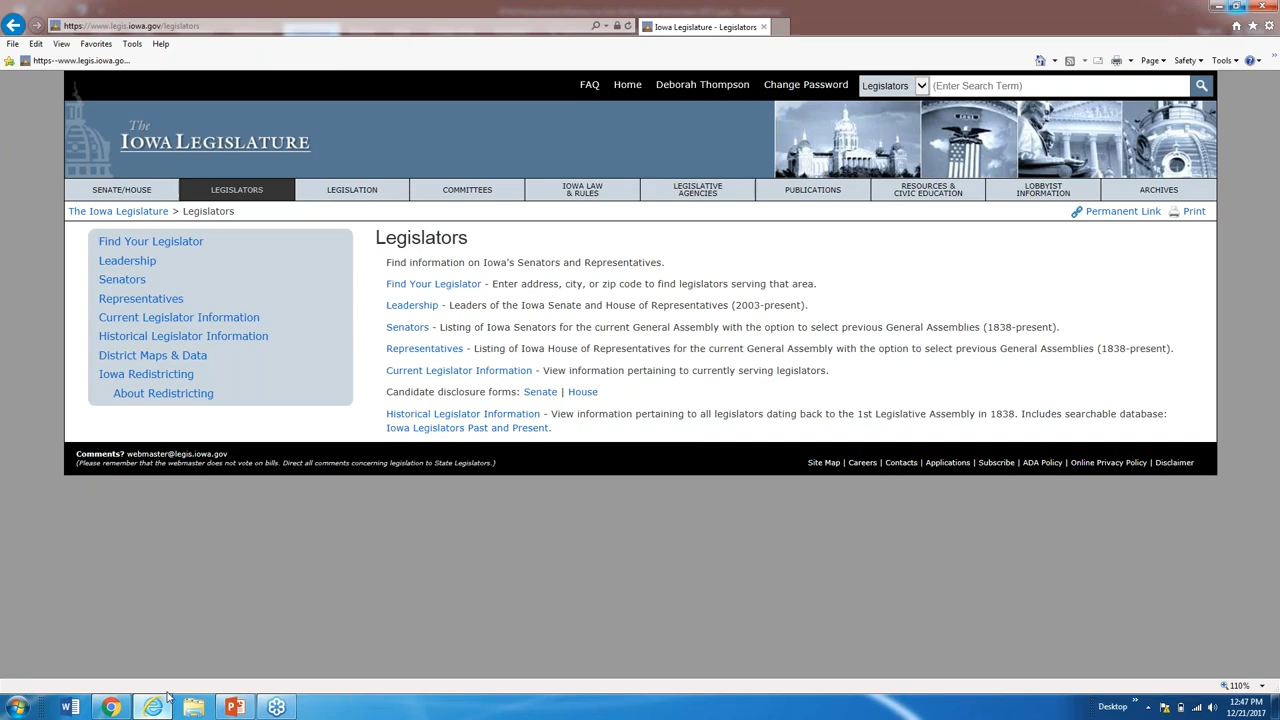 https://www.legis.iowa.gov/legislators
Iowa Legislature - Legislators
File Edit View Favorites Tools Help
https--www.legis.iowa.go...
Page Safety Tools
FAQ Home Deborah Thompson Change Password Legislators (Enter Search Term)
The
IOWA LEGISLATURE
SENATE/HOUSE LEGISLATORS LEGISLATION COMMITTEES IOWA LAW & RULES LEGISLATIVE AGENCIES PUBLICATIONS RESOURCES & CIVIC EDUCATION LOBBYIST INFORMATION ARCHIVES
The Iowa Legislature > Legislators Permanent Link Print
Find Your Legislator
Leadership
Senators
Representatives
Current Legislator Information
Historical Legislator Information
District Maps & Data
Iowa Redistricting
About Redistricting
Legislators
Find information on Iowa's Senators and Representatives.
Find Your Legislator - Enter address, city, or zip code to find legislators serving that area.
Leadership - Leaders of the Iowa Senate and House of Representatives (2003-present).
Senators - Listing of Iowa Senators for the current General Assembly with the option to select previous General Assemblies (1838-present).
Representatives - Listing of Iowa House of Representatives for the current General Assembly with the option to select previous General Assemblies (1838-present).
Current Legislator Information - View information pertaining to currently serving legislators.
Candidate disclosure forms: Senate | House
Historical Legislator Information - View information pertaining to all legislators dating back to the 1st Legislative Assembly in 1838. Includes searchable database:
Iowa Legislators Past and Present.
Comments? webmaster@legis.iowa.gov
(Please remember that the webmaster does not vote on bills. Direct all comments concerning legislation to State Legislators.)
Site Map | Careers | Contacts | Applications | Subscribe | ADA Policy | Online Privacy Policy | Disclaimer
110%
Desktop
12:47 PM
12/21/2017